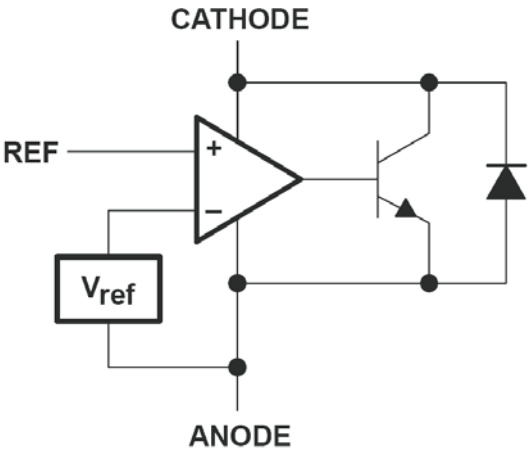 CATHODE
REF
+
−
Vref
ANODE